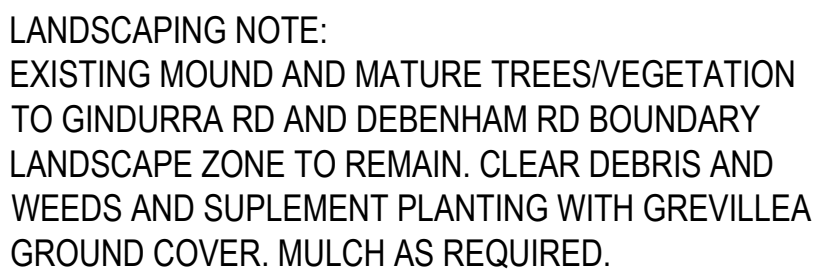 LANDSCAPING NOTE:
EXISTING MOUND AND MATURE TREES/VEGETATION
TO GINDURRA RD AND DEBENHAM RD BOUNDARY
LANDSCAPE ZONE TO REMAIN. CLEAR DEBRIS AND
WEEDS AND SUPLEMENT PLANTING WITH GREVILLEA
GROUND COVER. MULCH AS REQUIRED.